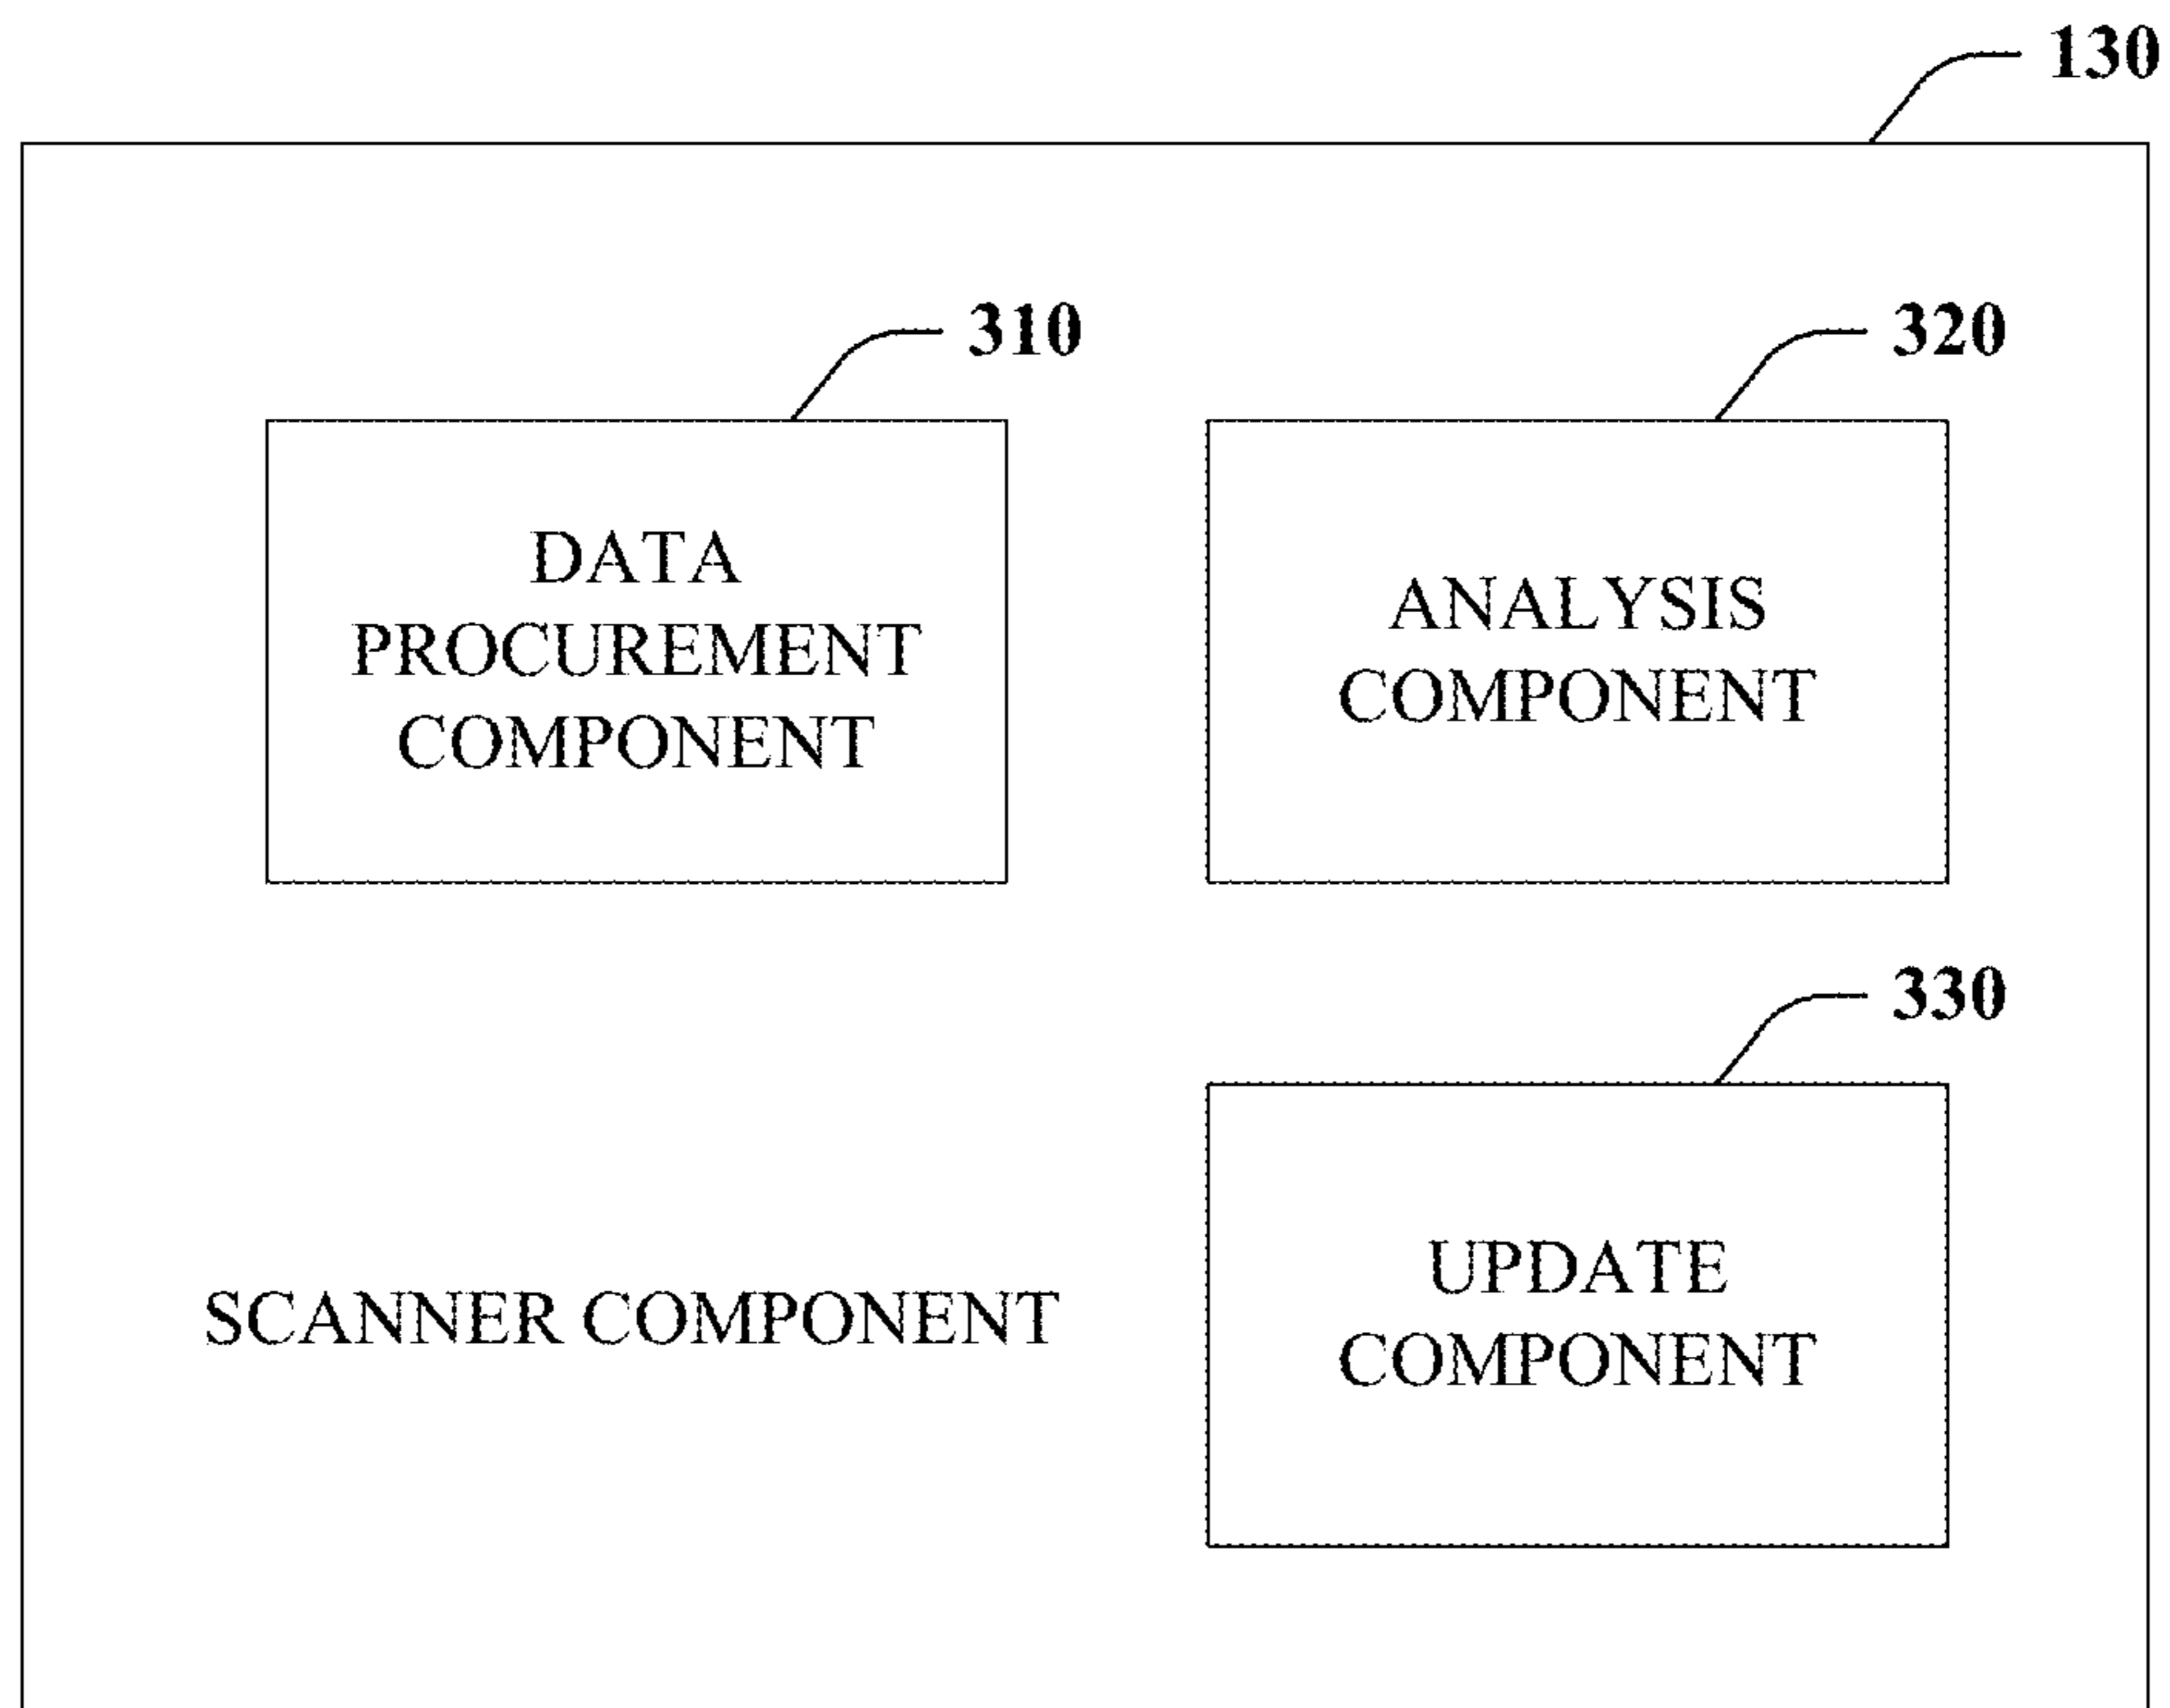 130
310
320
DATA
PROCUREMENT
COMPONENT
ANALYSIS
COMPONENT
330
SCANNER COMPONENT
UPDATE
COMPONENT